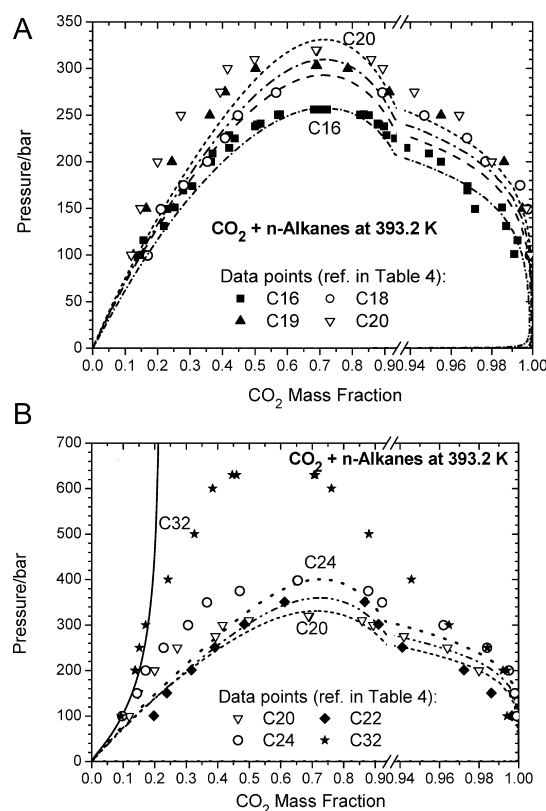 A
350
300
250
200
150
100
50
0
Pressure/bar
C20
C16
CO₂ + n-Alkanes at 393.2 K
Data points (ref. in Table 4):
C16 C18
C19 C20
0.0 0.1 0.2 0.3 0.4 0.5 0.6 0.7 0.8 0.90 0.94 0.96 0.98 1.00
CO₂ Mass Fraction
B
700
600
500
400
300
200
100
0
Pressure/bar
CO₂ + n-Alkanes at 393.2 K
C32
C24
C20
Data points (ref. in Table 4):
C20 C22
C24 C32
0.0 0.1 0.2 0.3 0.4 0.5 0.6 0.7 0.8 0.90 0.94 0.96 0.98 1.00
CO₂ Mass Fraction